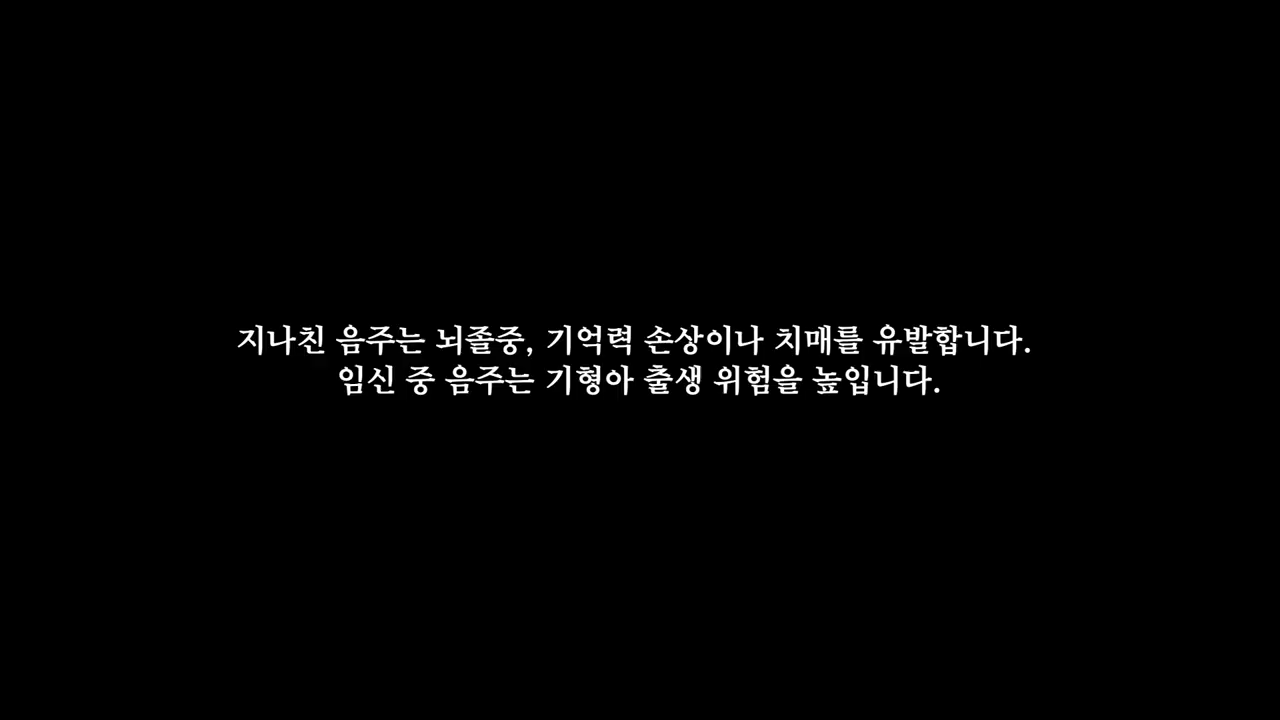 지나친 음주는 뇌졸중, 기억력 손상이나 치매를 유발합니다.
임신 중 음주는 기형아 출생 위험을 높입니다.